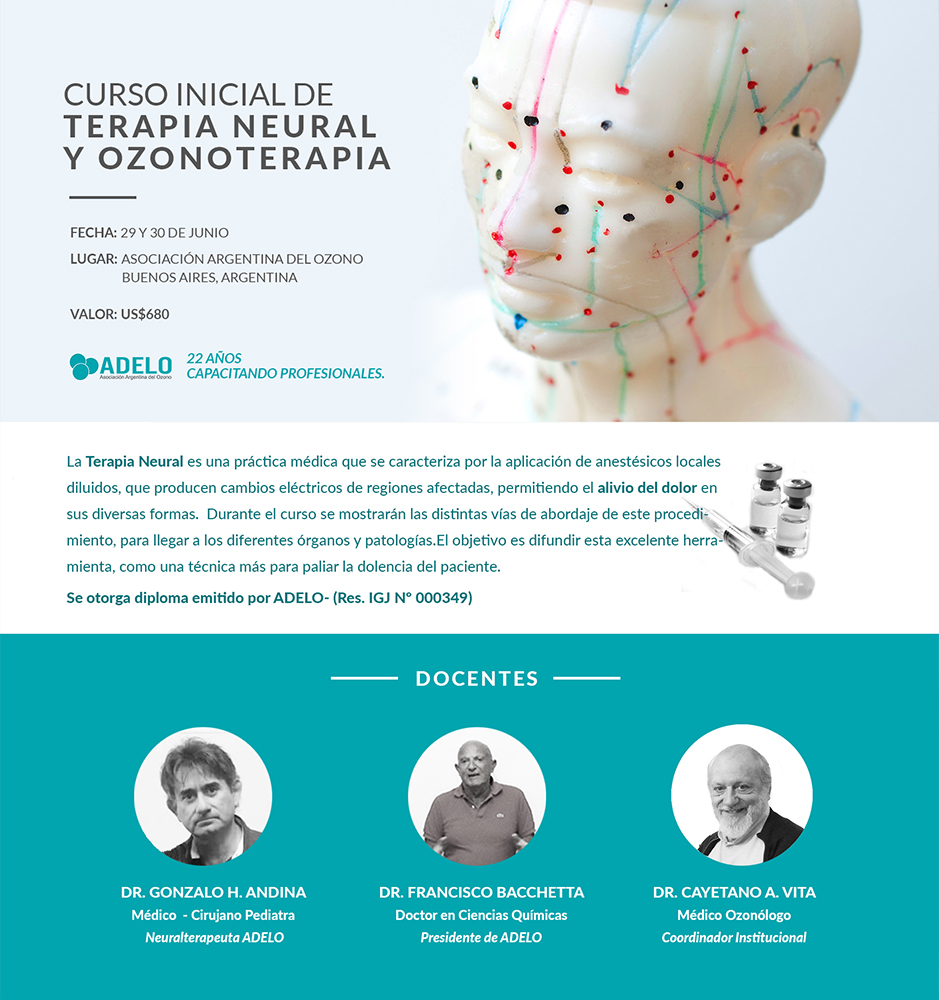 CURSO INICIAL DE
TERAPIA NEURAL
Y OZONOTERAPIA
FECHA: 29 Y 30 DE JUNIO
LUGAR: ASOCIACIÓN ARGENTINA DEL OZONO
BUENOS AIRES, ARGENTINA
VALOR: US$680
ADELO
Asociación Argentina del Ozono
22 AÑOS
CAPACITANDO PROFESIONALES.
La Terapia Neural es una práctica médica que se caracteriza por la aplicación de anestésicos locales
diluidos, que producen cambios eléctricos de regiones afectadas, permitiendo el alivio del dolor en
sus diversas formas.  Durante el curso se mostrarán las distintas vías de abordaje de este procedi-
miento, para llegar a los diferentes órganos y patologías.El objetivo es difundir esta excelente herra-
mienta, como una técnica más para paliar la dolencia del paciente.
Se otorga diploma emitido por ADELO- (Res. IGJ Nº 000349)
DOCENTES
DR. GONZALO H. ANDINA
Médico  - Cirujano Pediatra
Neuralterapeuta ADELO
DR. FRANCISCO BACCHETTA
Doctor en Ciencias Químicas
Presidente de ADELO
DR. CAYETANO A. VITA
Médico Ozonólogo
Coordinador Institucional